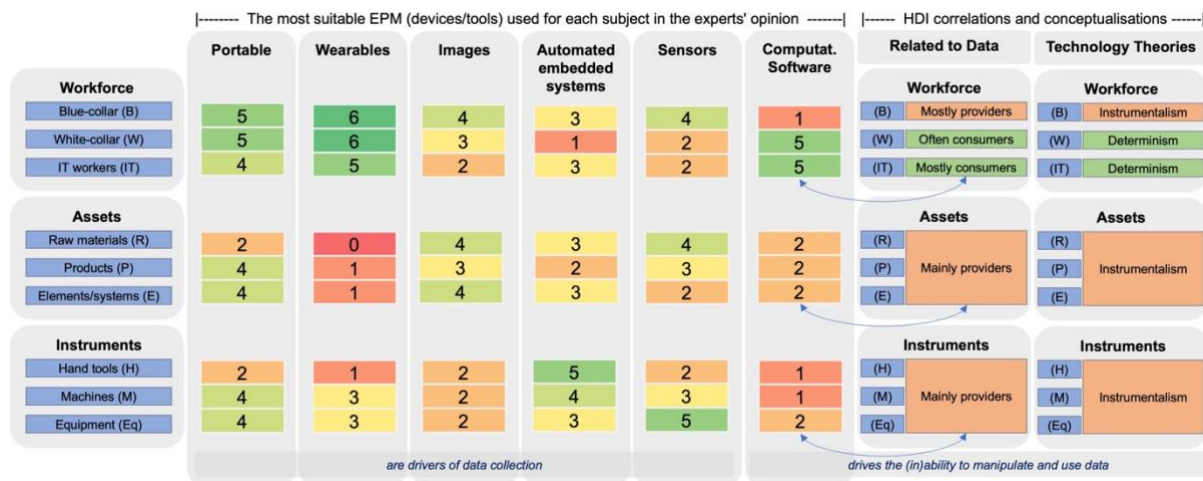 |-------- The most suitable EPM (devices/tools) used for each subject in the experts' opinion -------| |------ HDI correlations and conceptualisations ------|
Portable Wearables Images Automated embedded systems Sensors Computat. Software Related to Data Technology Theories
Workforce Workforce Workforce
Blue-collar (B) 5 6 4 3 4 1 (B) Mostly providers (B) Instrumentalism
White-collar (W) 5 6 3 1 2 5 (W) Often consumers (W) Determinism
IT workers (IT) 4 5 2 3 2 5 (IT) Mostly consumers (IT) Determinism
Assets Assets Assets
Raw materials (R) 2 0 4 3 4 2 (R) (R)
Products (P) 4 1 3 2 3 2 (P) Mainly providers (P) Instrumentalism
Elements/systems (E) 4 1 4 3 2 2 (E) (E)
Instruments Instruments Instruments
Hand tools (H) 2 1 2 5 2 1 (H) (H)
Machines (M) 4 3 2 4 3 1 (M) Mainly providers (M) Instrumentalism
Equipment (Eq) 4 3 2 3 5 2 (Eq) (Eq)
are drivers of data collection drives the (in)ability to manipulate and use data